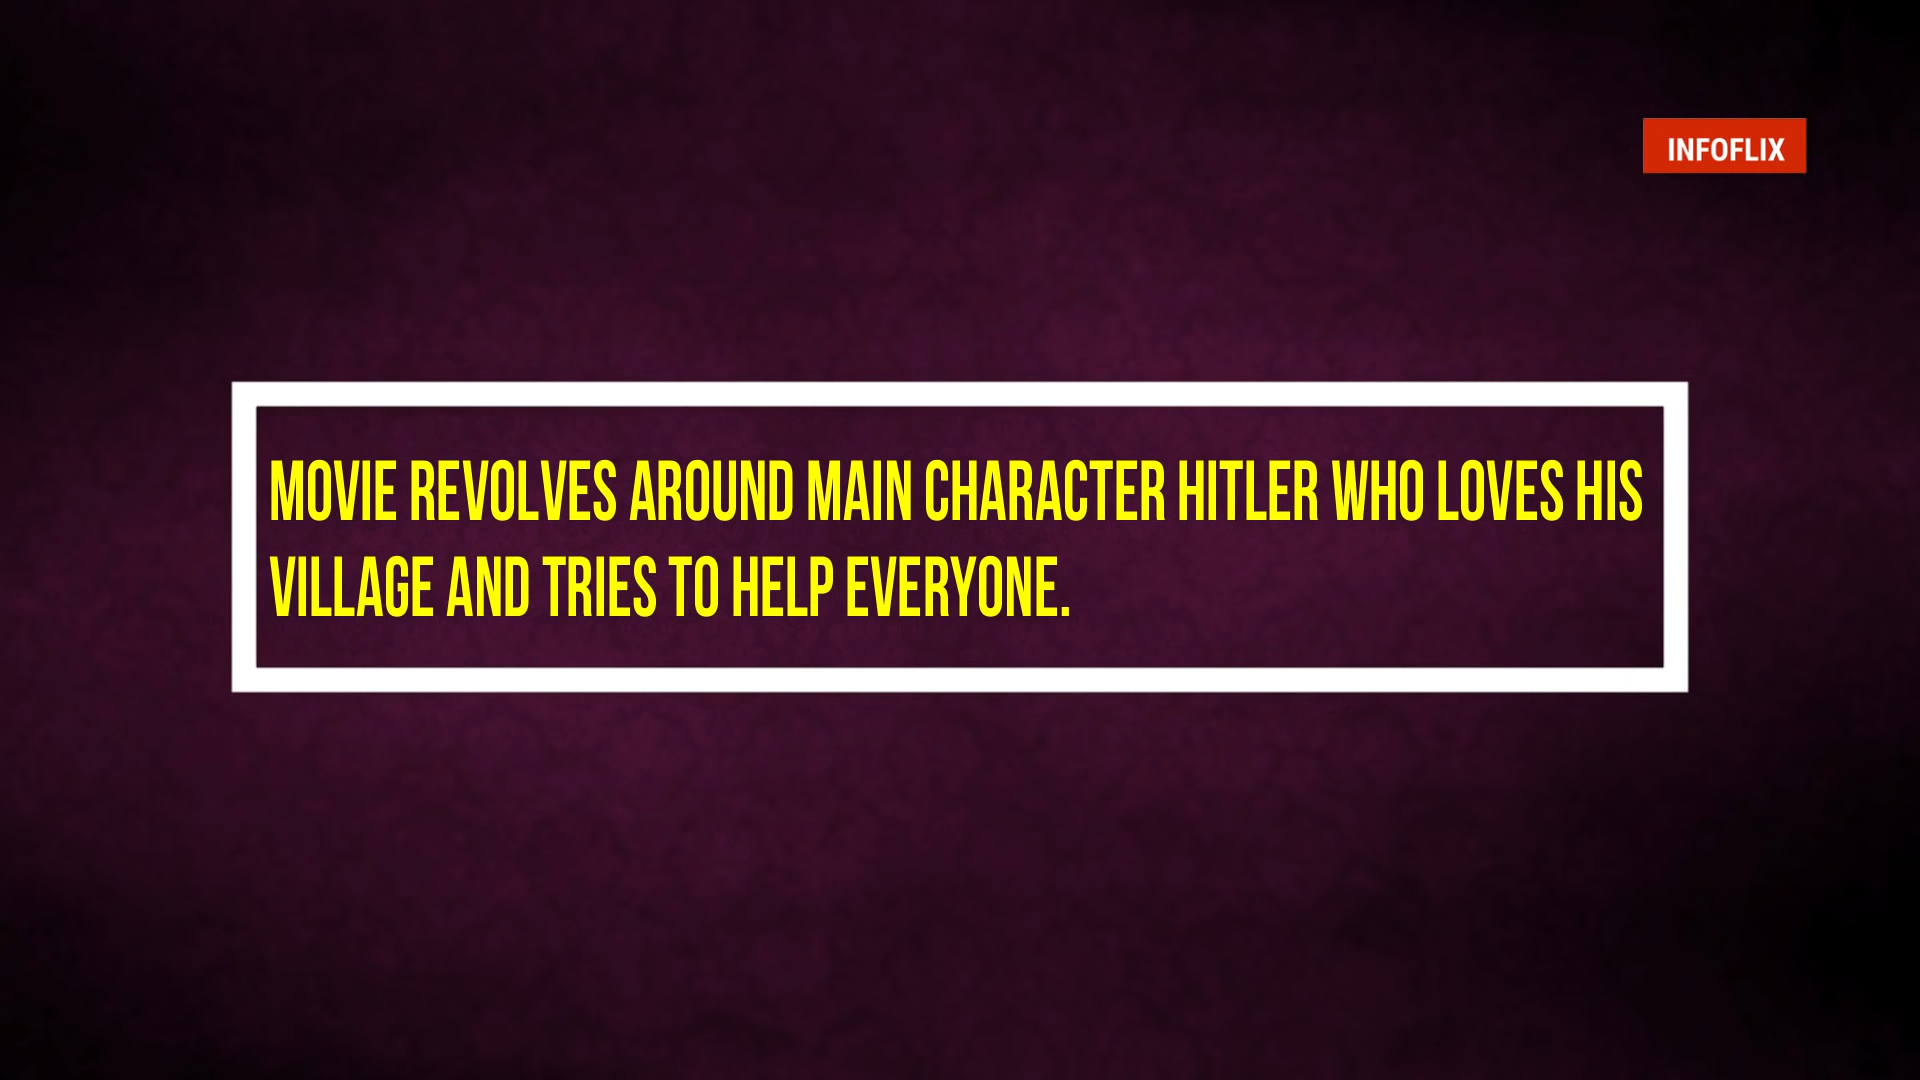 INFOFLIX
MOVIE REVOLVES AROUND MAIN CHARACTER HITLER WHO LOVES HIS
VILLAGE AND TRIES TO HELP EVERYONE.